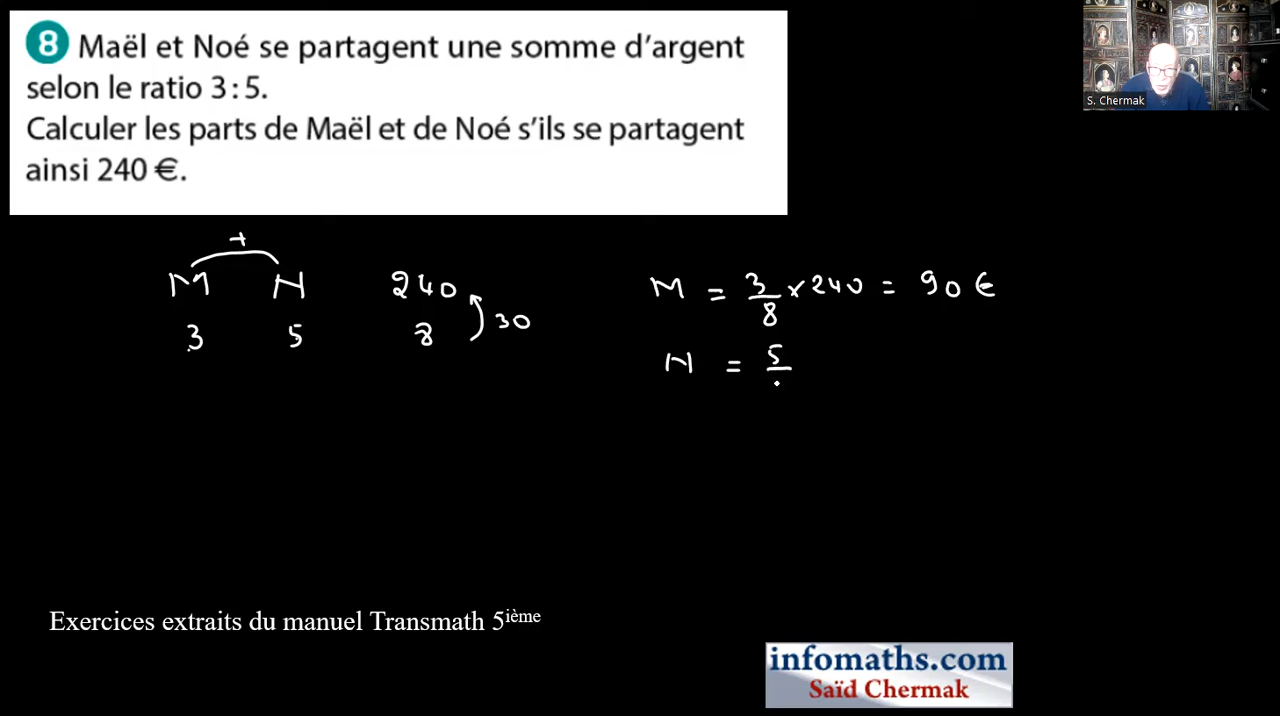 8 Maël et Noé se partagent une somme d'argent
selon le ratio 3 : 5.
Calculer les parts de Maël et de Noé s'ils se partagent
ainsi 240 €.
S. Chermak
+
M N 240
3 5 8 30
M = 3/8 × 240 = 90 €
N = 5/
Exercices extraits du manuel Transmath 5ième
infomaths.com
Saïd Chermak